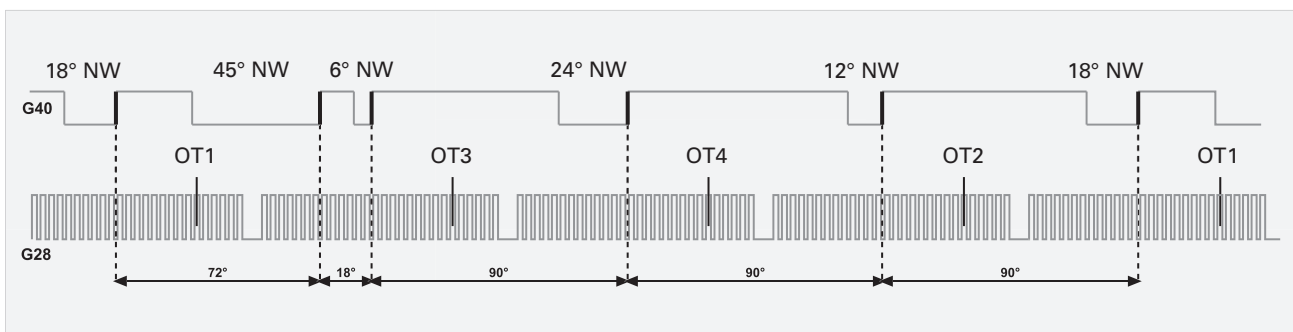 18° NW 45° NW 6° NW 24° NW 12° NW 18° NW
G40
OT1 OT3 OT4 OT2 OT1
G28
72° 18° 90° 90° 90°